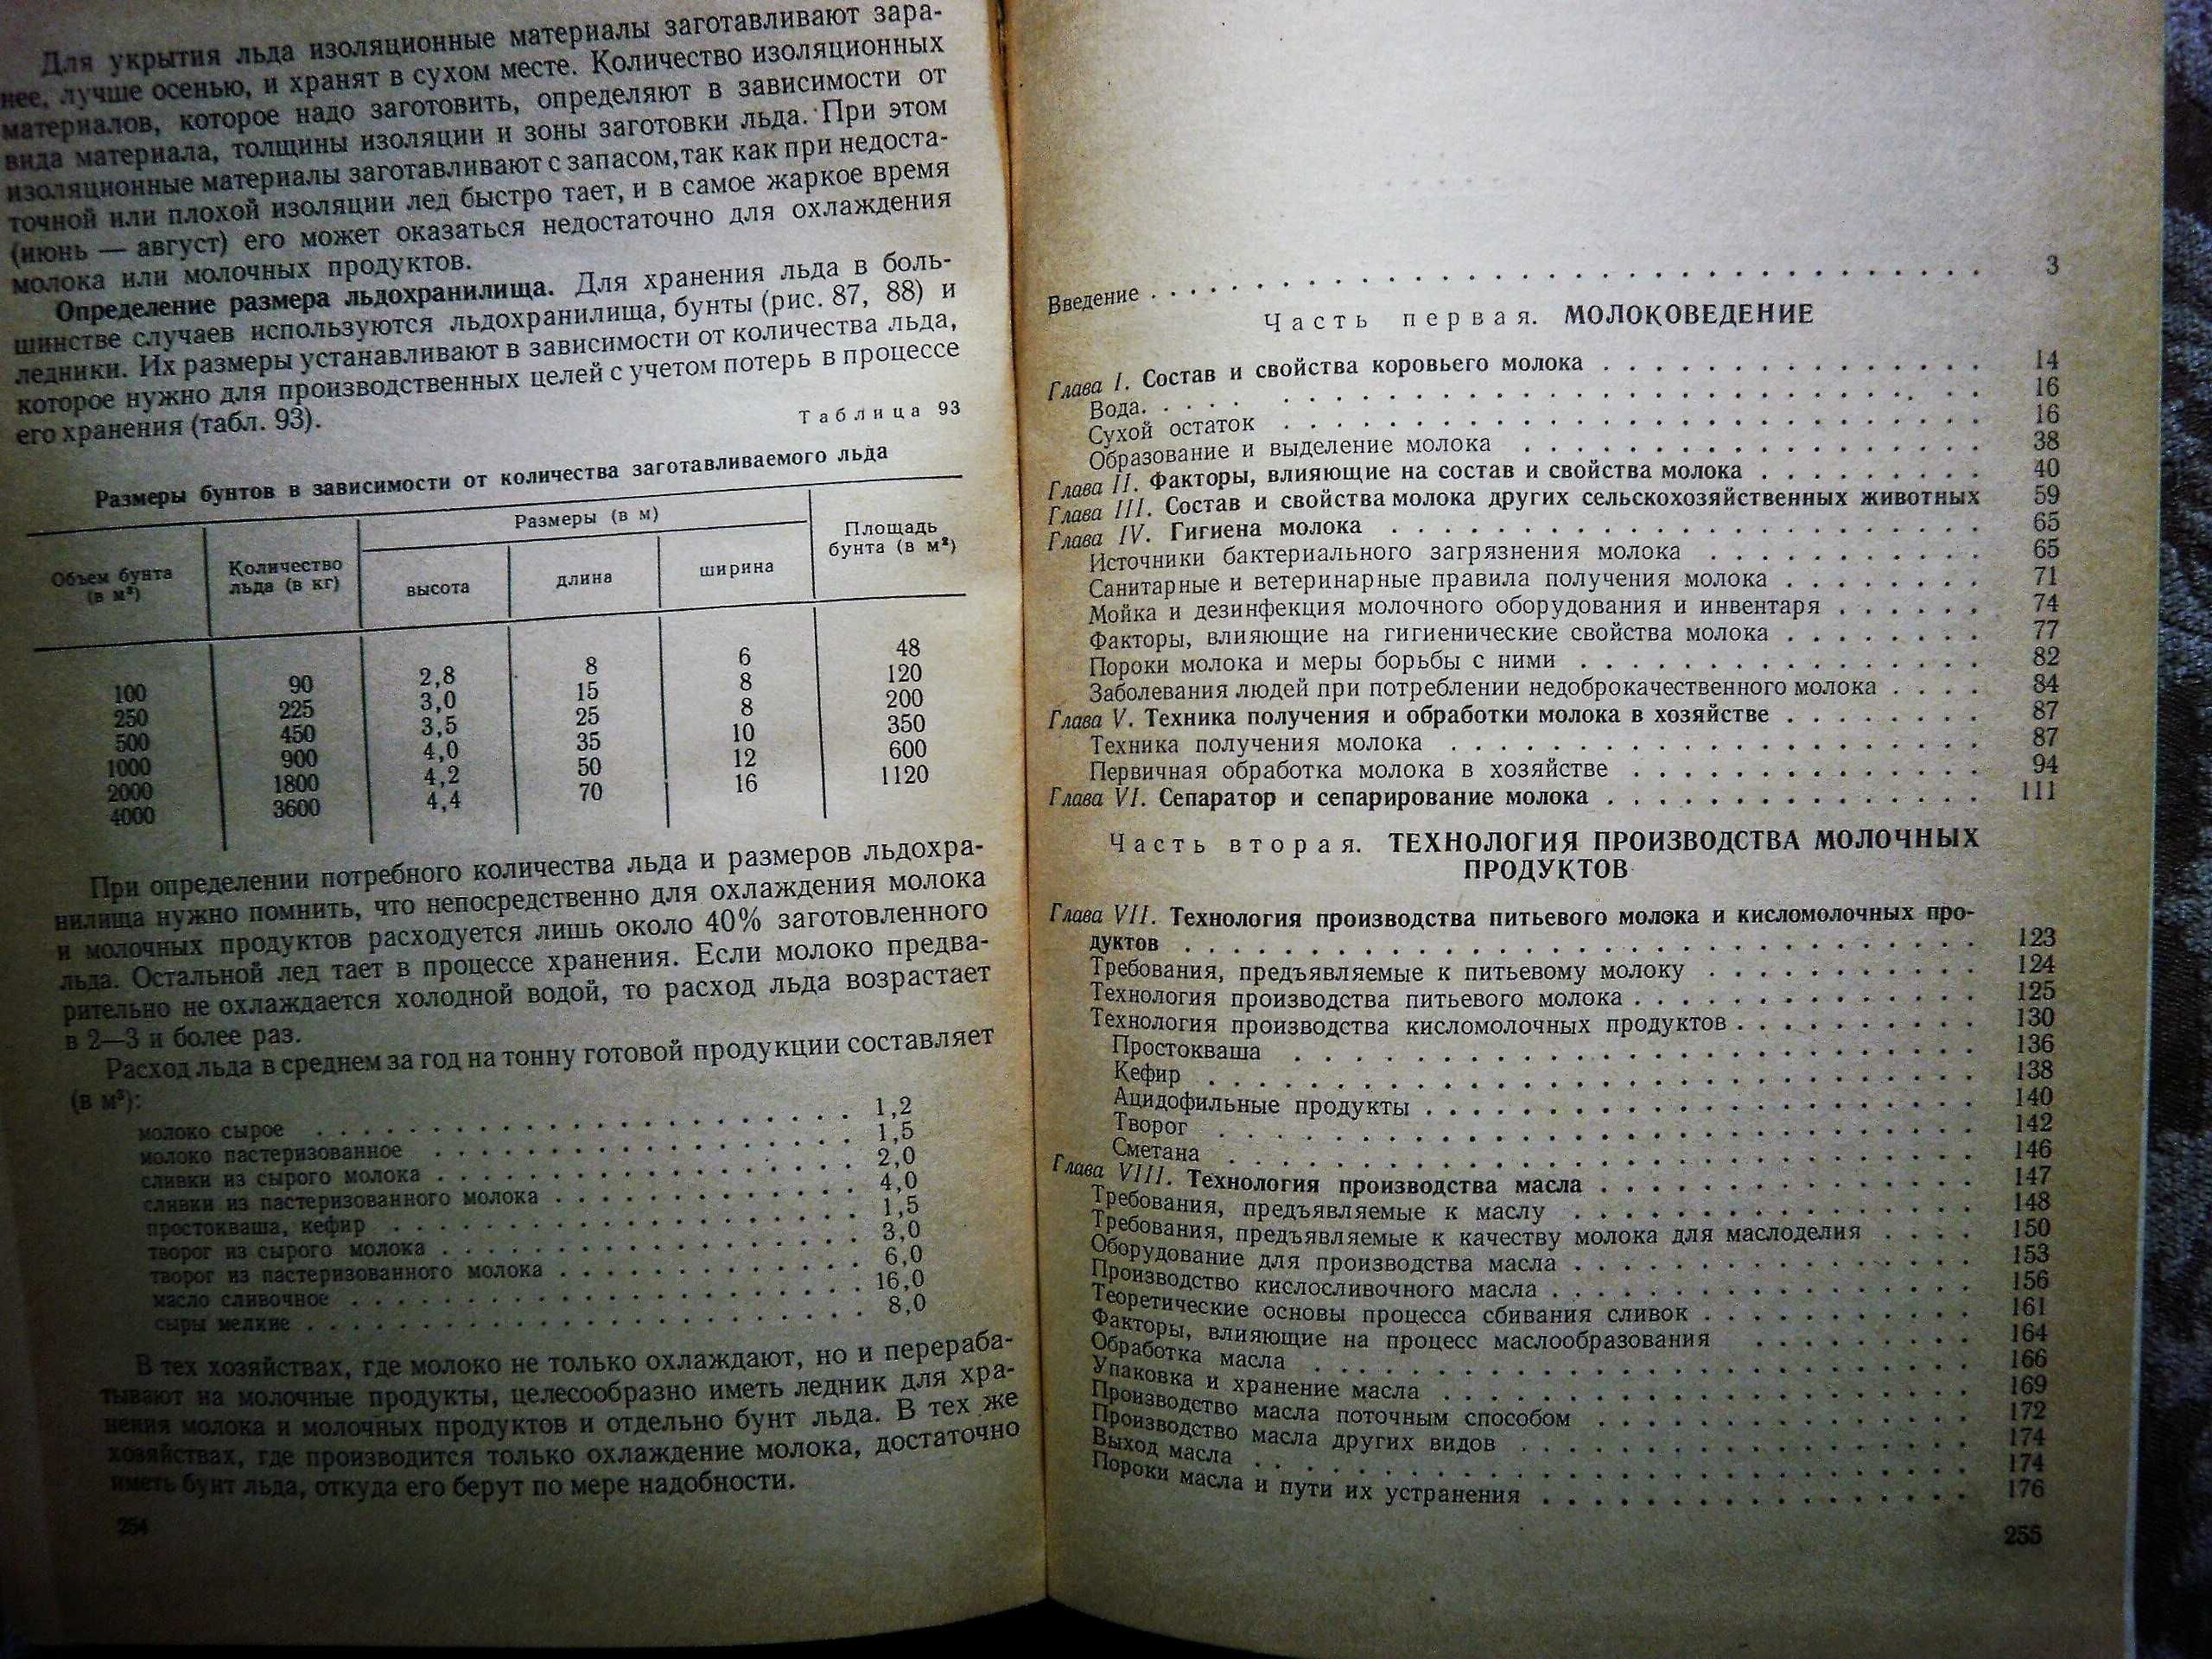 Для укрытия льда изоляционные материалы заготавливают зара-
нее, лучше осенью, и хранят в сухом месте. Количество изоляционных
материалов, которое надо заготовить, определяют в зависимости от
вида материала, толщины изоляции и зоны заготовки льда. При этом
изоляционные материалы заготавливают с запасом, так как при недоста-
точной или плохой изоляции лед быстро тает, и в самое жаркое время
(июнь — август) его может оказаться недостаточно для охлаждения
молока или молочных продуктов.
Определение размера льдохранилища. Для хранения льда в боль-
шинстве случаев используются льдохранилища, бунты (рис. 87, 88) и
ледники. Их размеры устанавливают в зависимости от количества льда,
которое нужно для производственных целей с учетом потерь в процессе
его хранения (табл. 93).
Таблица 93
Размеры бунтов в зависимости от количества заготавливаемого льда
Объем бунта (в м³) Количество льда (в кг) Размеры (в м) Площадь бунта (в м²)
высота длина ширина
100 90 2,8 8 6 48
250 225 3,0 15 8 120
500 450 3,5 25 8 200
1000 900 4,0 35 10 350
2000 1800 4,2 50 12 600
4000 3600 4,4 70 16 1120
При определении потребного количества льда и размеров льдохра-
нилища нужно помнить, что непосредственно для охлаждения молока
и молочных продуктов расходуется лишь около 40% заготовленного
льда. Остальной лед тает в процессе хранения. Если молоко предва-
рительно не охлаждается холодной водой, то расход льда возрастает
в 2—3 и более раз.
Расход льда в среднем за год на тонну готовой продукции составляет
(в м³):
молоко сырое . . . 1,2
молоко пастеризованное . . . 1,5
сливки из сырого молока . . . 2,0
сливки из пастеризованного молока . . . 4,0
простокваша, кефир . . . 1,5
творог из сырого молока . . . 3,0
творог из пастеризованного молока . . . 6,0
масло сливочное . . . 16,0
сыры мелкие . . . 8,0
В тех хозяйствах, где молоко не только охлаждают, но и перераба-
тывают на молочные продукты, целесообразно иметь ледник для хра-
нения молока и молочных продуктов и отдельно бунт льда. В тех же
хозяйствах, где производится только охлаждение молока, достаточно
иметь бунт льда, откуда его берут по мере надобности.
254
Введение . . . 3
Часть первая. МОЛОКОВЕДЕНИЕ
Глава I. Состав и свойства коровьего молока . . . 14
Вода . . . 16
Сухой остаток . . . 16
Образование и выделение молока . . . 38
Глава II. Факторы, влияющие на состав и свойства молока . . . 40
Глава III. Состав и свойства молока других сельскохозяйственных животных 59
Глава IV. Гигиена молока . . . 65
Источники бактериального загрязнения молока . . . 65
Санитарные и ветеринарные правила получения молока . . . 71
Мойка и дезинфекция молочного оборудования и инвентаря . . . 74
Факторы, влияющие на гигиенические свойства молока . . . 77
Пороки молока и меры борьбы с ними . . . 82
Заболевания людей при потреблении недоброкачественного молока . . . 84
Глава V. Техника получения и обработки молока в хозяйстве . . . 87
Техника получения молока . . . 87
Первичная обработка молока в хозяйстве . . . 94
Глава VI. Сепаратор и сепарирование молока . . . 111
Часть вторая. ТЕХНОЛОГИЯ ПРОИЗВОДСТВА МОЛОЧНЫХ
ПРОДУКТОВ
Глава VII. Технология производства питьевого молока и кисломолочных про-
дуктов . . . 123
Требования, предъявляемые к питьевому молоку . . . 124
Технология производства питьевого молока . . . 125
Технология производства кисломолочных продуктов . . . 130
Простокваша . . . 136
Кефир . . . 138
Ацидофильные продукты . . . 140
Творог . . . 142
Сметана . . . 146
Глава VIII. Технология производства масла . . . 147
Требования, предъявляемые к маслу . . . 148
Требования, предъявляемые к качеству молока для маслоделия . . . 150
Оборудование для производства масла . . . 153
Производство кислосливочного масла . . . 156
Теоретические основы процесса сбивания сливок . . . 161
Факторы, влияющие на процесс маслообразования . . . 164
Обработка масла . . . 166
Упаковка и хранение масла . . . 169
Производство масла поточным способом . . . 172
Производство масла других видов . . . 174
Выход масла . . . 174
Пороки масла и пути их устранения . . . 176
255